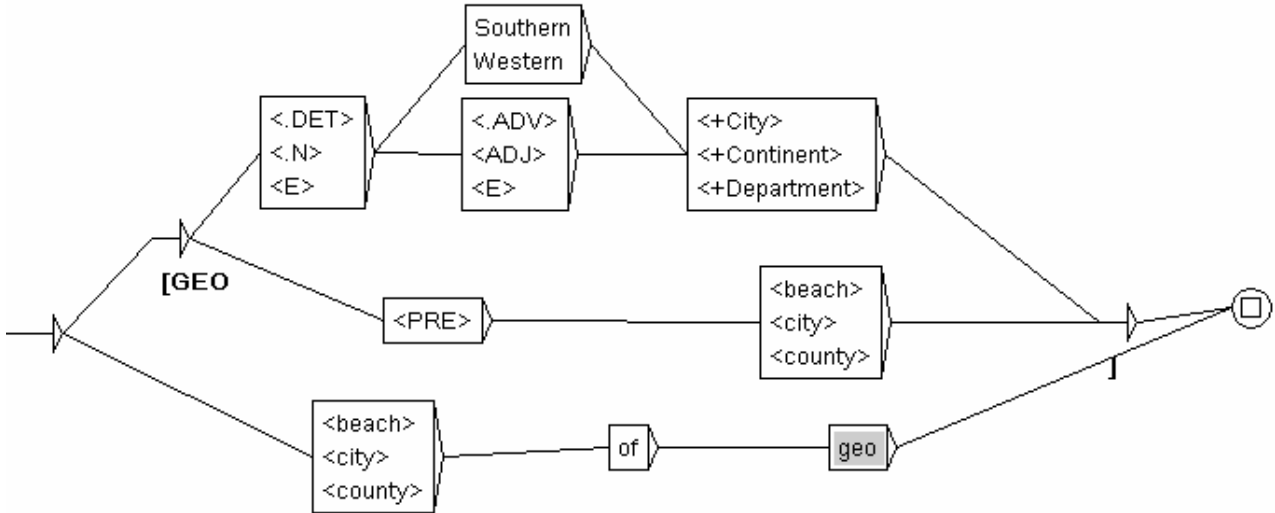 Southern
Western
<.DET>
<.N>
<E>
<.ADV>
<ADJ>
<E>
<+City>
<+Continent>
<+Department>
[GEO
<PRE>
<beach>
<city>
<county>
]
<beach>
<city>
<county>
of
geo